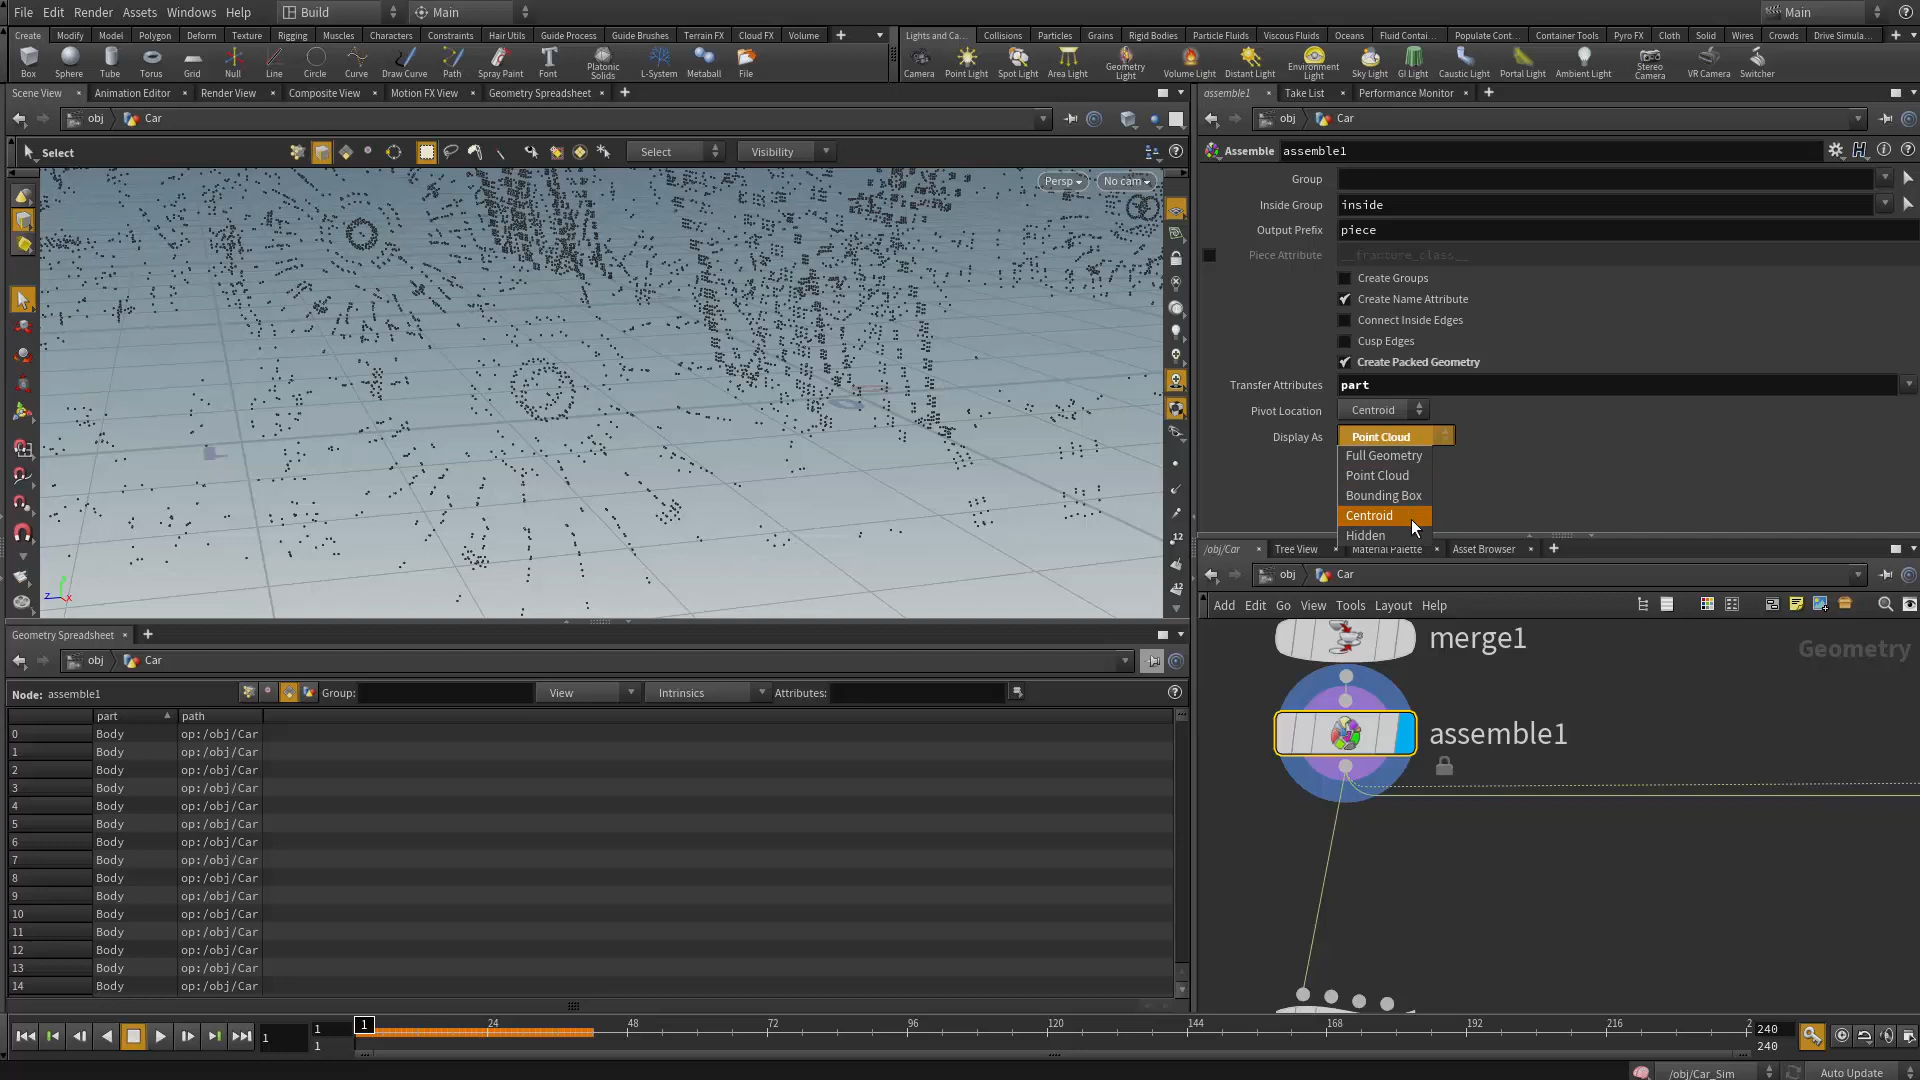 File Edit Render Assets Windows Help Build Main Main
Create Modify Model Polygon Deform Texture Rigging Muscles Characters Constraints Hair Utils Guide Process Guide Brushes Terrain FX Cloud FX Volume
Lights and Ca... Collisions Particles Grains Rigid Bodies Particle Fluids Viscous Fluids Oceans Fluid Contai... Populate Cont... Container Tools Pyro FX Cloth Solid Wires Crowds Drive Simula...
Box Sphere Tube Torus Grid Null Line Circle Curve Draw Curve Path Spray Paint Font Platonic Solids L-System Metaball File
Camera Point Light Spot Light Area Light Geometry Light Volume Light Distant Light Environment Light Sky Light GI Light Caustic Light Portal Light Ambient Light Stereo Camera VR Camera Switcher
Scene View Animation Editor Render View Composite View Motion FX View Geometry Spreadsheet
obj Car
Select Select Visibility
Persp No cam
z x
12
12
assemble1 Take List Performance Monitor
obj Car
Assemble assemble1
Group
Inside Group inside
Output Prefix piece
Piece Attribute __fracture_class__
Create Groups
Create Name Attribute
Connect Inside Edges
Cusp Edges
Create Packed Geometry
Transfer Attributes part
Pivot Location Centroid
Display As Point Cloud
Full Geometry
Point Cloud
Bounding Box
Centroid
Hidden
/obj/Car Tree View Material Palette Asset Browser
obj Car
Add Edit Go View Tools Layout Help
merge1
Geometry
assemble1
Geometry Spreadsheet
obj Car
Node: assemble1 Group: View Intrinsics Attributes:
part path
0 Body op:/obj/Car
1 Body op:/obj/Car
2 Body op:/obj/Car
3 Body op:/obj/Car
4 Body op:/obj/Car
5 Body op:/obj/Car
6 Body op:/obj/Car
7 Body op:/obj/Car
8 Body op:/obj/Car
9 Body op:/obj/Car
10 Body op:/obj/Car
11 Body op:/obj/Car
12 Body op:/obj/Car
13 Body op:/obj/Car
14 Body op:/obj/Car
1 1 1 1 24 48 72 96 120 144 168 192 216 2 240 240
/obj/Car_Sim Auto Update